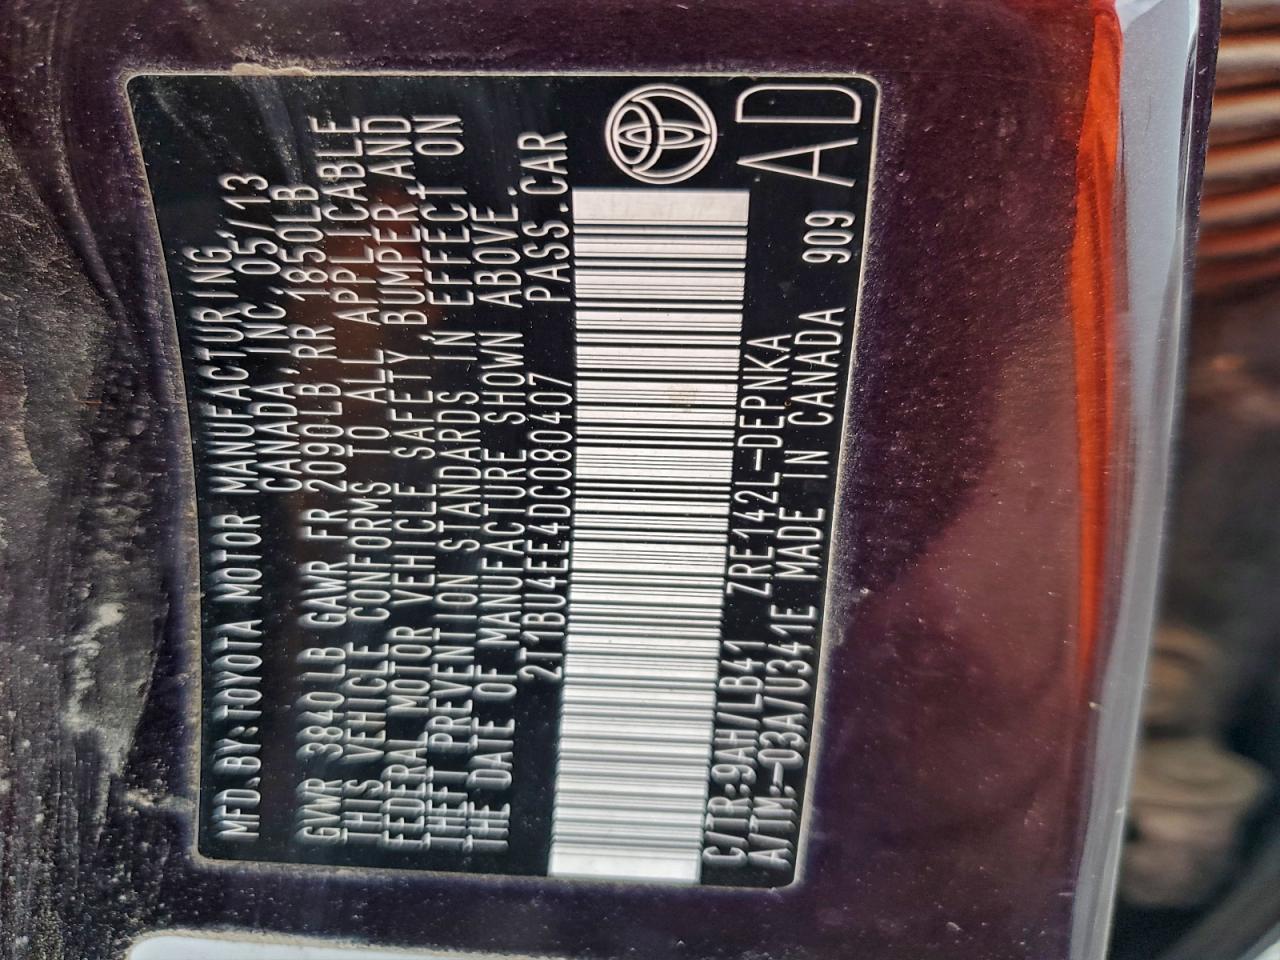 MFD.BY:TOYOTA MOTOR MANUFACTURING,
CANADA,INC.05/13
GVWR 3840LB GAWR FR 2090LB RR 1850LB
THIS VEHICLE CONFORMS TO ALL APPLICABLE
FEDERAL MOTOR VEHICLE SAFETY BUMPER,AND
THEFT PREVENTION STANDARDS IN EFFECT ON
THE DATE OF MANUFACTURE SHOWN ABOVE.
2T1BU4EE4DC080407 PASS.CAR
C/TR:9AH/LB41 ZRE142L-DEPNKA
A/TM:-03A/U341E MADE IN CANADA 909 AD